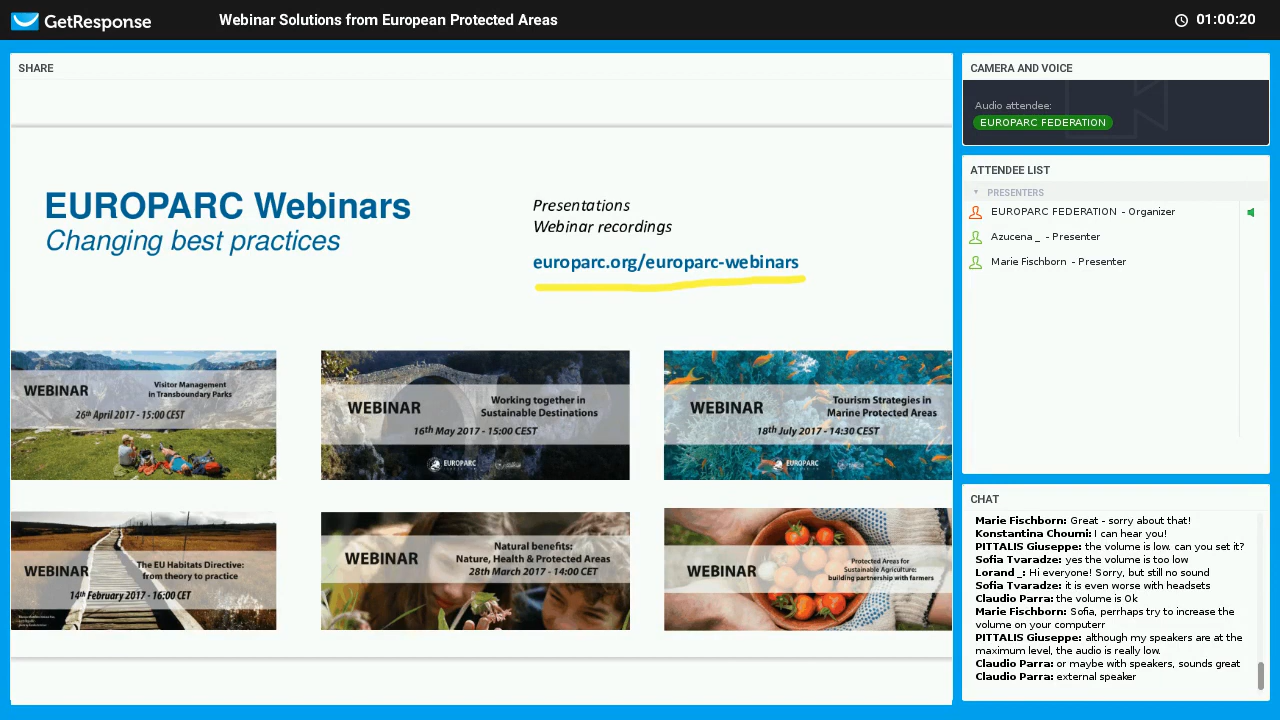 GetResponse
Webinar Solutions from European Protected Areas
01:00:20
SHARE
EUROPARC Webinars
Changing best practices
Presentations
Webinar recordings
europarc.org/europarc-webinars
WEBINAR
Visitor Management
in Transboundary Parks
26th April 2017 - 15:00 CEST
WEBINAR
Working together in
Sustainable Destinations
16th May 2017 - 15:00 CEST
EUROPARC
WEBINAR
Tourism Strategies in
Marine Protected Areas
18th July 2017 - 14:30 CEST
EUROPARC
WEBINAR
The EU Habitats Directive:
from theory to practice
14th February 2017 - 16:00 CET
WEBINAR
Natural benefits:
Nature, Health & Protected Areas
28th March 2017 - 14:00 CET
WEBINAR
Protected Areas for
Sustainable Agriculture:
building partnership with farmers
CAMERA AND VOICE
Audio attendee:
EUROPARC FEDERATION
ATTENDEE LIST
PRESENTERS
EUROPARC FEDERATION - Organizer
Azucena _ - Presenter
Marie Fischborn - Presenter
CHAT
Marie Fischborn: Great - sorry about that!
Konstantina Choumi: I can hear you!
PITTALIS Giuseppe: the volume is low. can you set it?
Sofia Tvaradze: yes the volume is too low
Lorand _: Hi everyone! Sorry, but still no sound
Sofia Tvaradze: it is even worse with headsets
Claudio Parra: the volume is Ok
Marie Fischborn: Sofia, perrhaps try to increase the
volume on your computerr
PITTALIS Giuseppe: although my speakers are at the
maximum level, the audio is really low.
Claudio Parra: or maybe with speakers, sounds great
Claudio Parra: external speaker